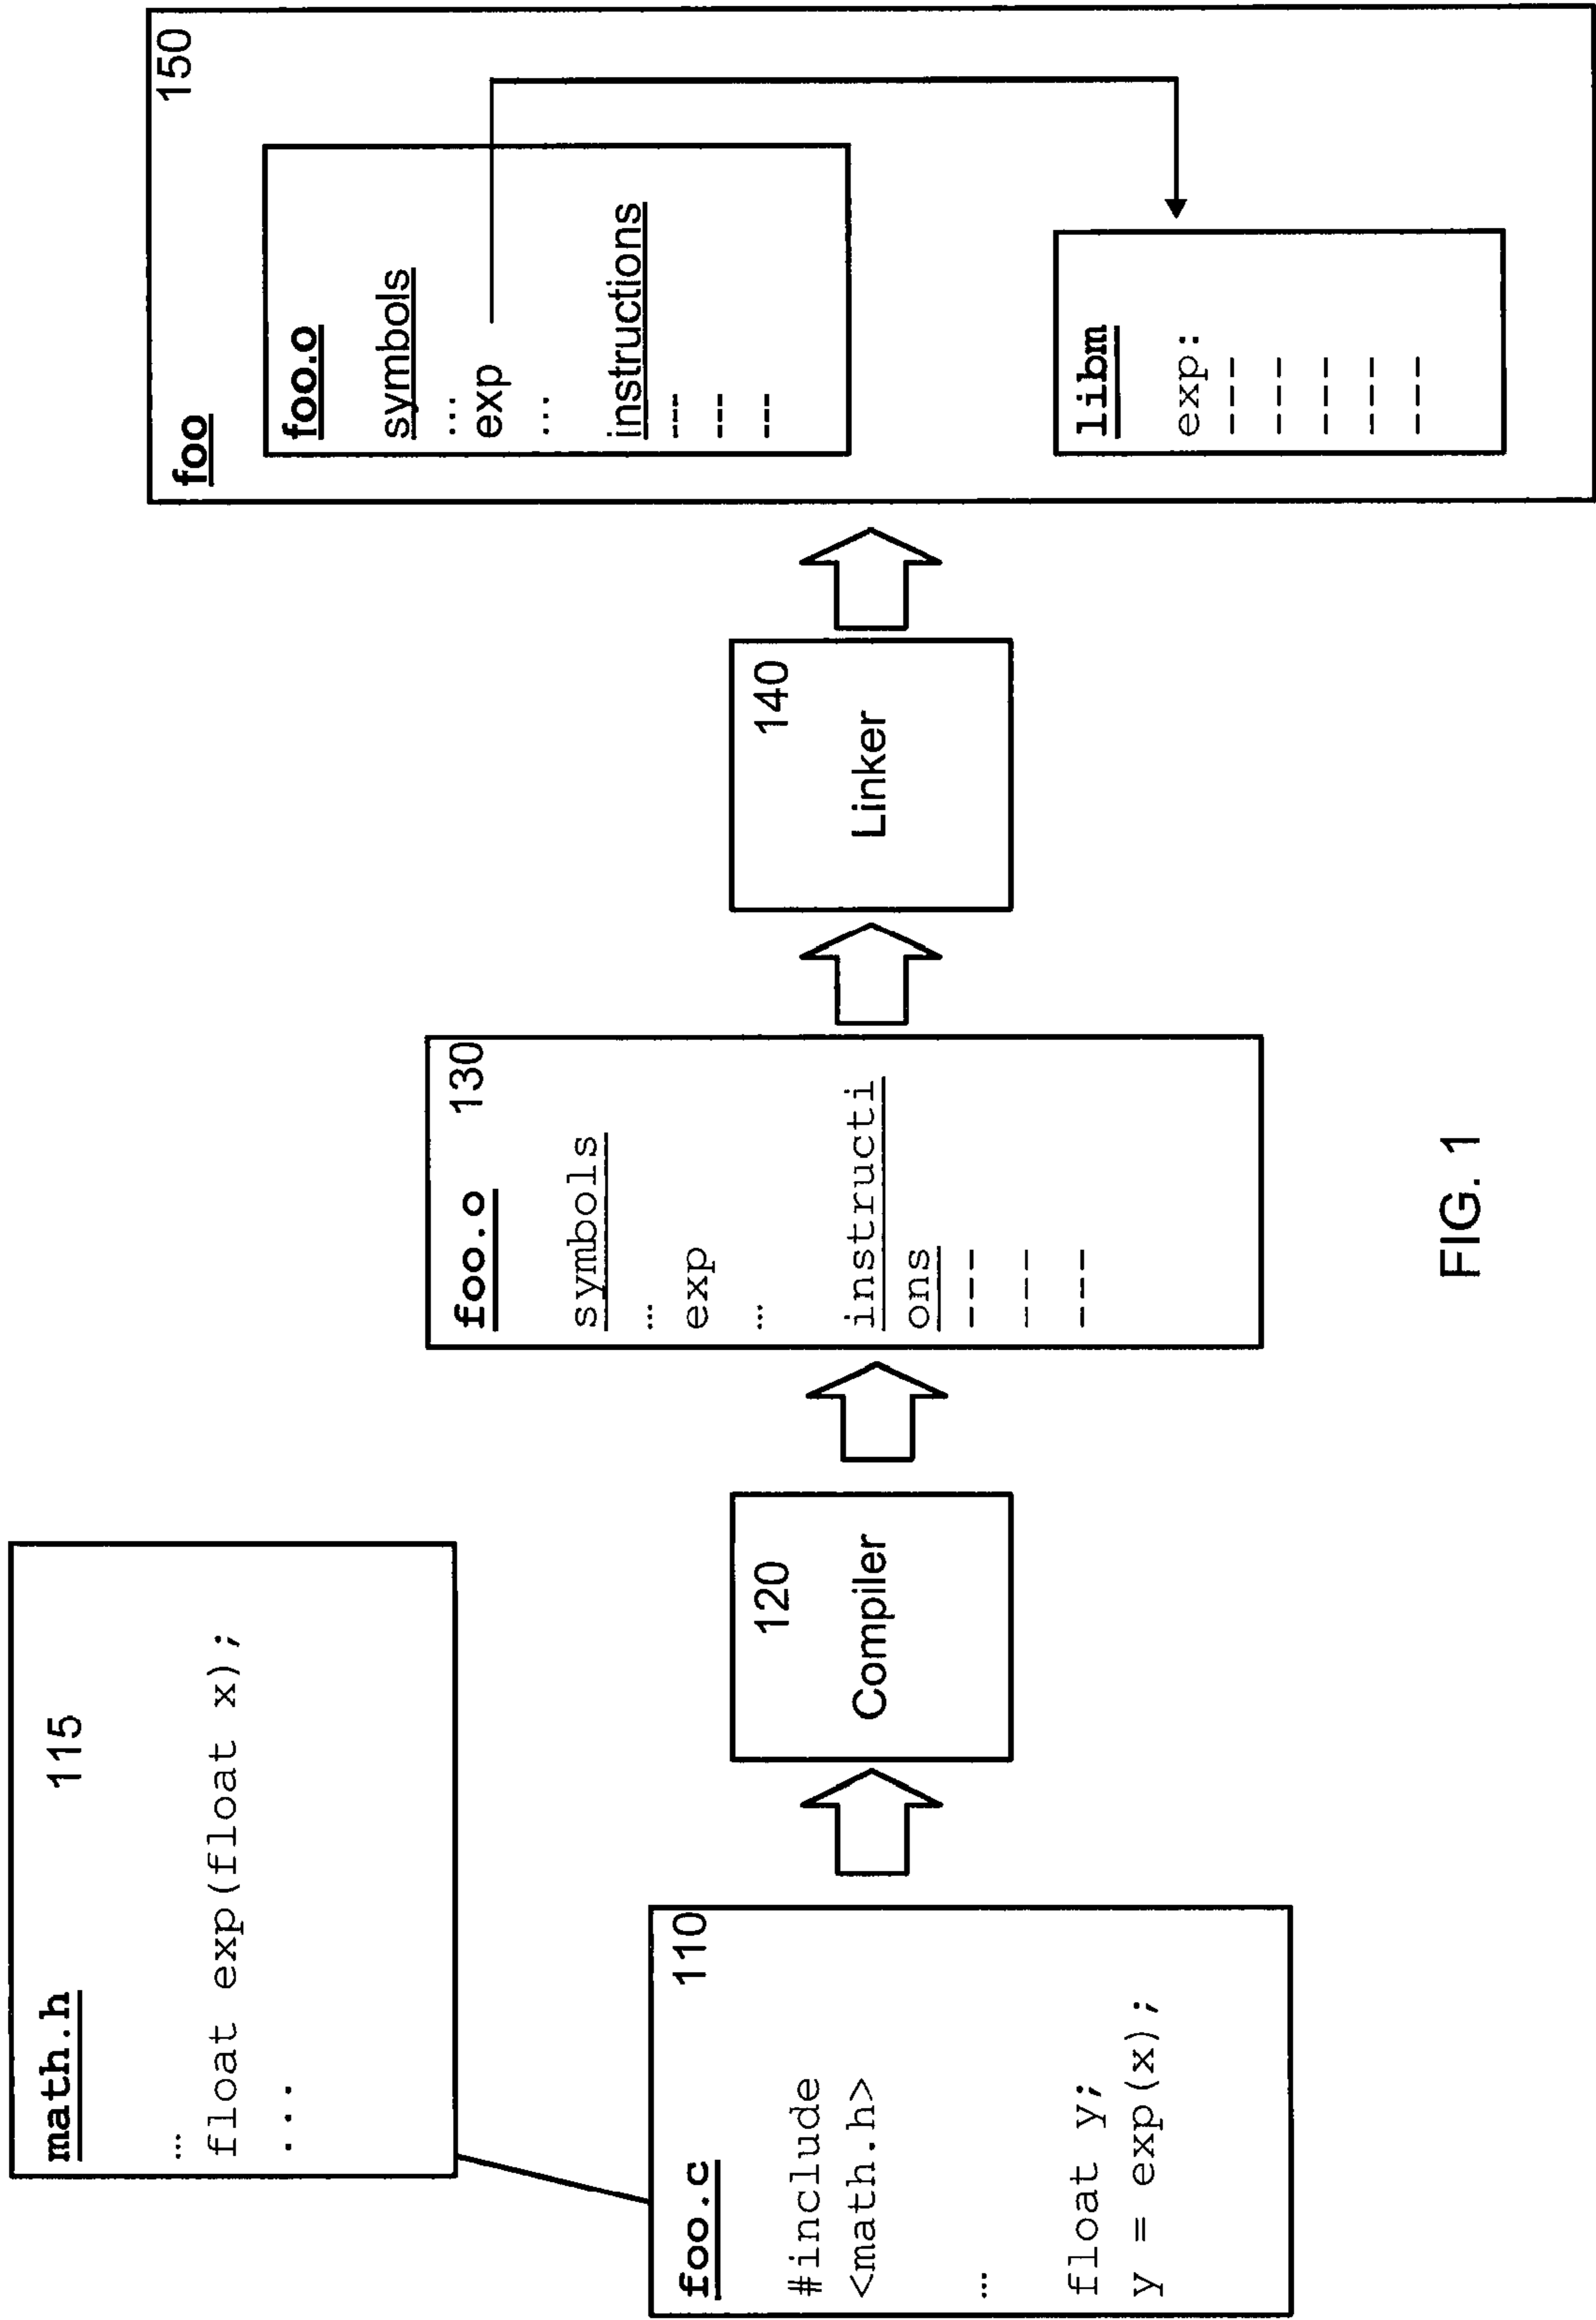 math.h 115
...
float exp(float x);
...
foo.c 110
#include
<math.h>
...
float y;
y = exp(x);
120
Compiler
foo.o 130
symbols
...
exp
...
instructi
ons
---
---
---
140
Linker
foo 150
foo.o
symbols
...
exp
...
instructions
---
---
---
libm
exp:
---
---
---
---
---
FIG. 1